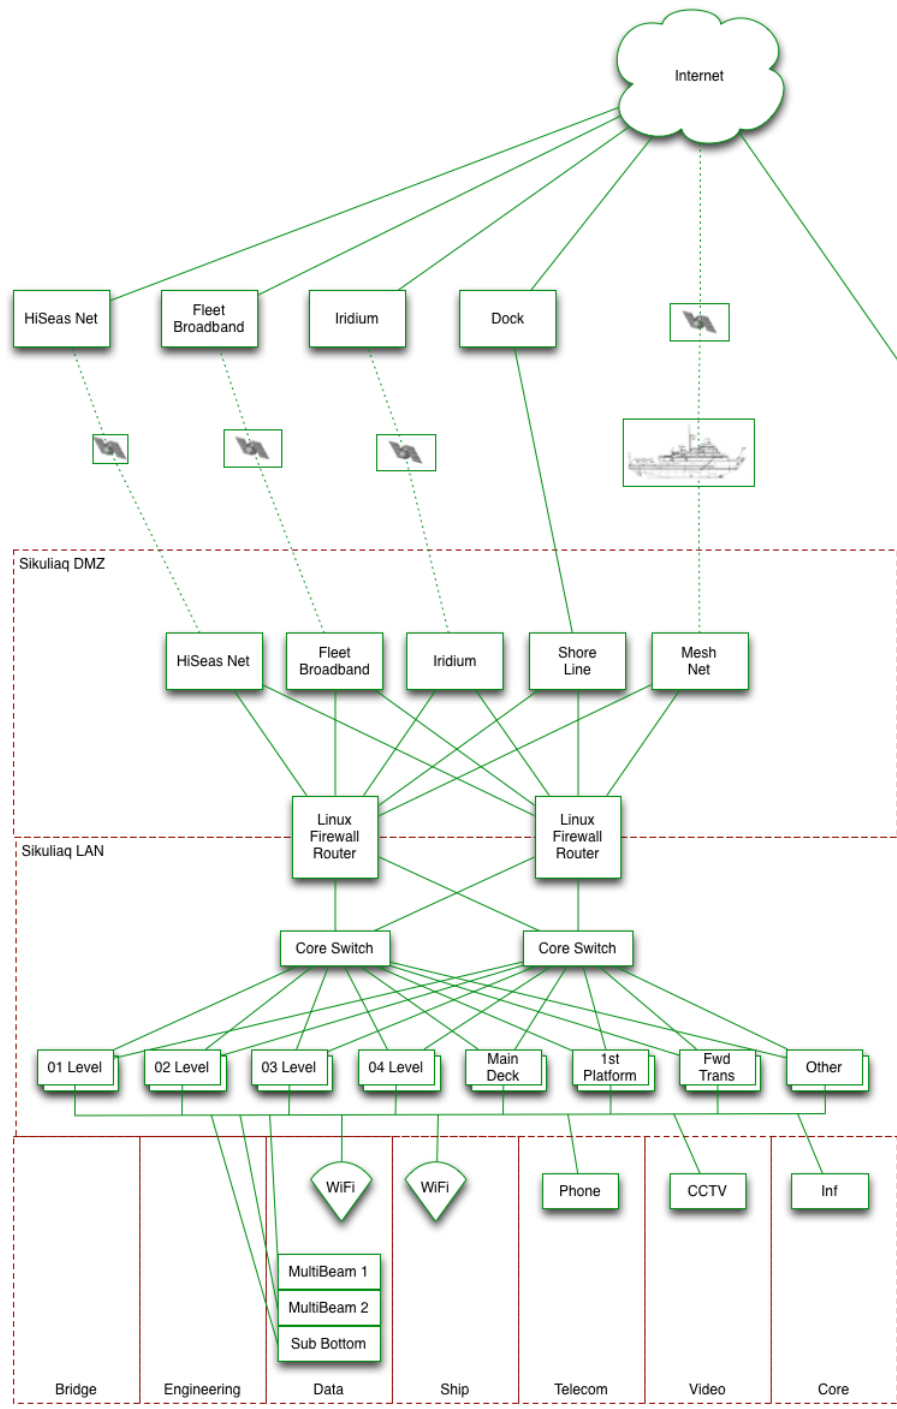 Internet
HiSeas Net
Fleet
Broadband
Iridium
Dock
Sikuliaq DMZ
HiSeas Net
Fleet
Broadband
Iridium
Shore
Line
Mesh
Net
Linux
Firewall
Router
Linux
Firewall
Router
Sikuliaq LAN
Core Switch
Core Switch
01 Level
02 Level
03 Level
04 Level
Main
Deck
1st
Platform
Fwd
Trans
Other
WiFi
WiFi
Phone
CCTV
Inf
MultiBeam 1
MultiBeam 2
Sub Bottom
Bridge
Engineering
Data
Ship
Telecom
Video
Core